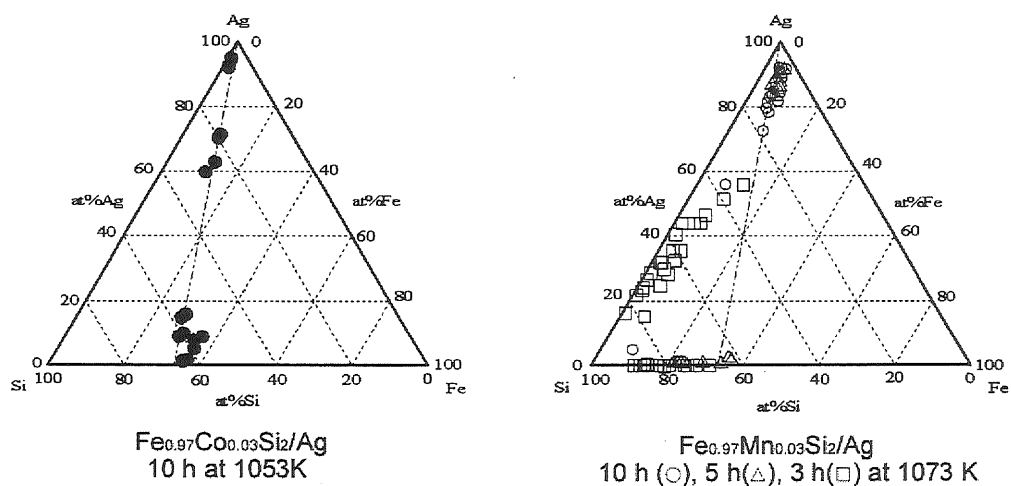 Ag
100 0
80 20
60 40
at%Ag at%Fe
40 60
20 80
0 100
Si 100 80 60 40 20 0 Fe
at%Si
Fe0.97Co0.03Si2/Ag
10 h at 1053K
Ag
100 0
80 20
60 40
at%Ag at%Fe
40 60
20 80
0 100
Si 100 80 60 40 20 0 Fe
at%Si
Fe0.97Mn0.03Si2/Ag
10 h (○), 5 h(△), 3 h(□) at 1073 K